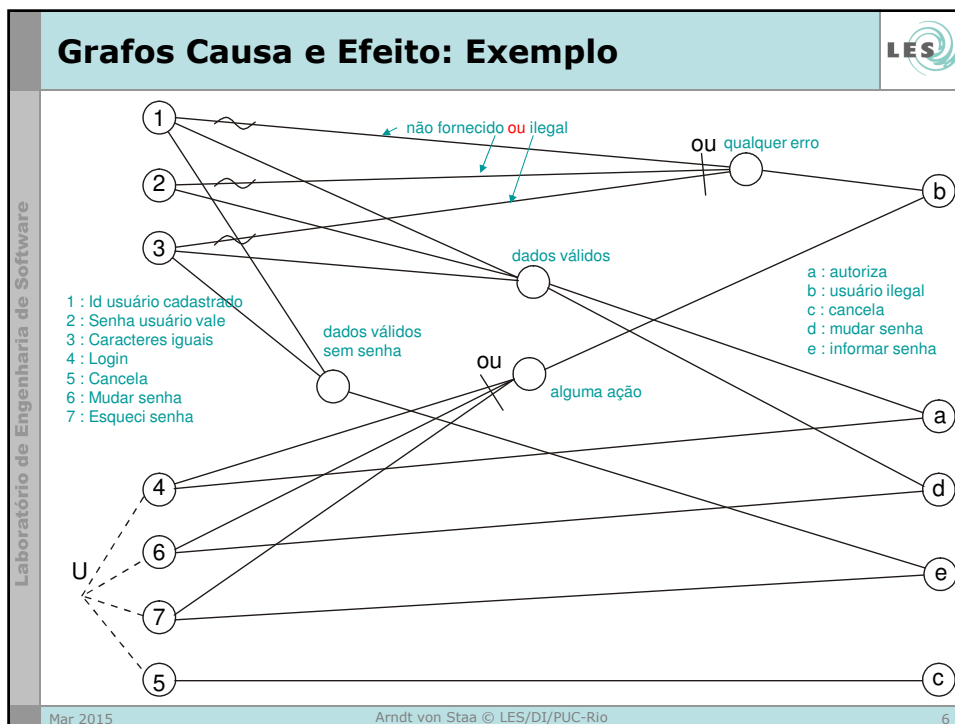 Grafos Causa e Efeito: Exemplo
LES
Laboratório de Engenharia de Software
1
não fornecido ou ilegal
ou
qualquer erro
2
b
3
dados válidos
1 : Id usuário cadastrado
2 : Senha usuário vale
3 : Caracteres iguais
4 : Login
5 : Cancela
6 : Mudar senha
7 : Esqueci senha
dados válidos
sem senha
a : autoriza
b : usuário ilegal
c : cancela
d : mudar senha
e : informar senha
ou
alguma ação
a
4
d
6
U
e
7
5
c
Mar 2015
Arndt von Staa © LES/DI/PUC-Rio
6